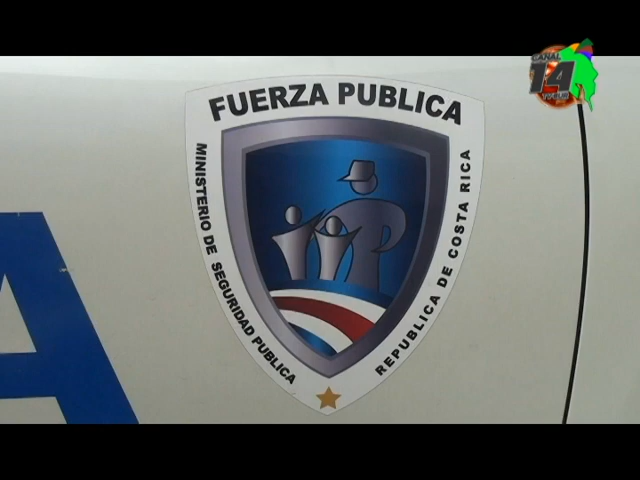 CANAL
14
FUERZA PUBLICA
MINISTERIO DE SEGURIDAD PUBLICA
REPUBLICA DE COSTA RICA
A